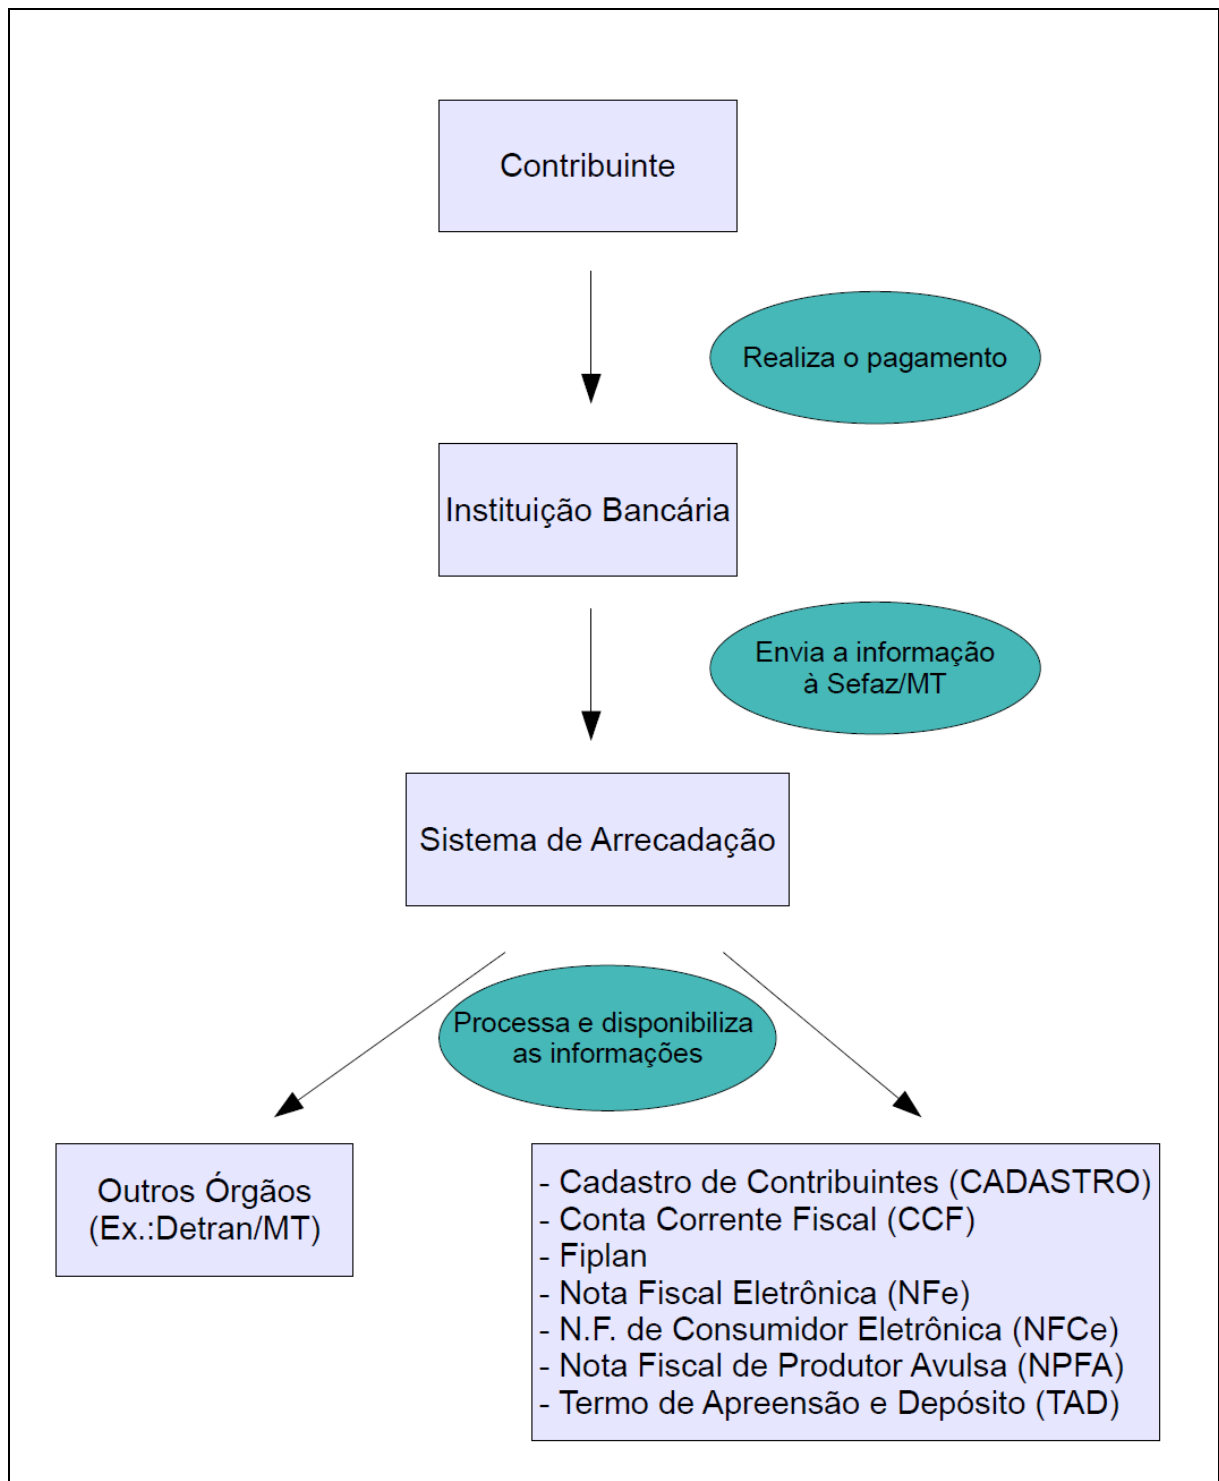 Contribuinte
Realiza o pagamento
Instituição Bancária
Envia a informação
à Sefaz/MT
Sistema de Arrecadação
Processa e disponibiliza
as informações
Outros Órgãos
(Ex.:Detran/MT)
- Cadastro de Contribuintes (CADASTRO)
- Conta Corrente Fiscal (CCF)
- Fiplan
- Nota Fiscal Eletrônica (NFe)
- N.F. de Consumidor Eletrônica (NFCe)
- Nota Fiscal de Produtor Avulsa (NPFA)
- Termo de Apreensão e Depósito (TAD)